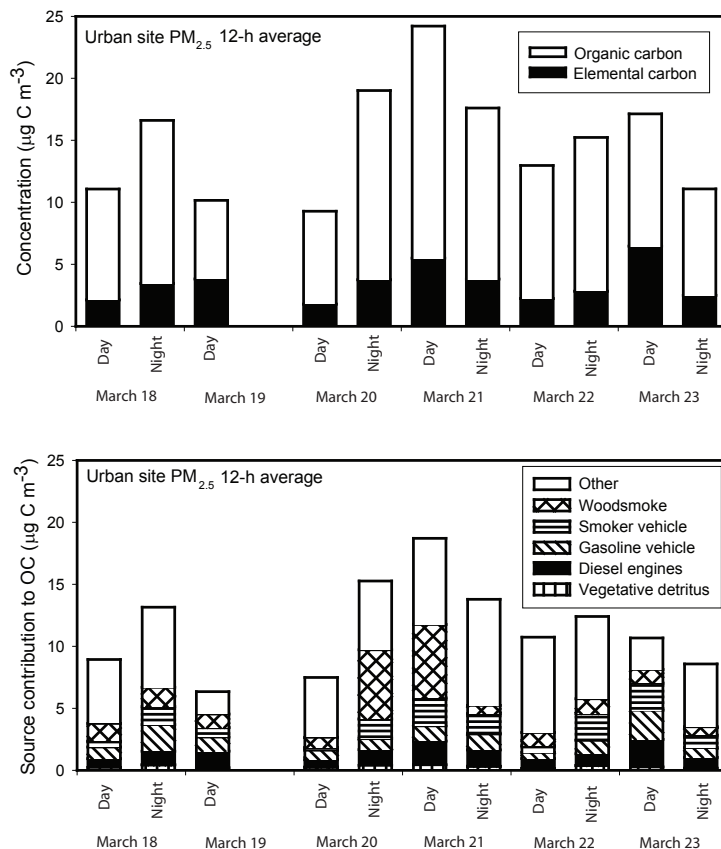 Urban site PM2.5 12-h average
Organic carbon
Elemental carbon
Concentration (µg C m-3)
25
20
15
10
5
0
Day Night Day Day Night Day Night Day Night Day Night
March 18 March 19 March 20 March 21 March 22 March 23
Urban site PM2.5 12-h average
Other
Woodsmoke
Smoker vehicle
Gasoline vehicle
Diesel engines
Vegetative detritus
Source contribution to OC (µg C m-3)
25
20
15
10
5
0
Day Night Day Day Night Day Night Day Night Day Night
March 18 March 19 March 20 March 21 March 22 March 23